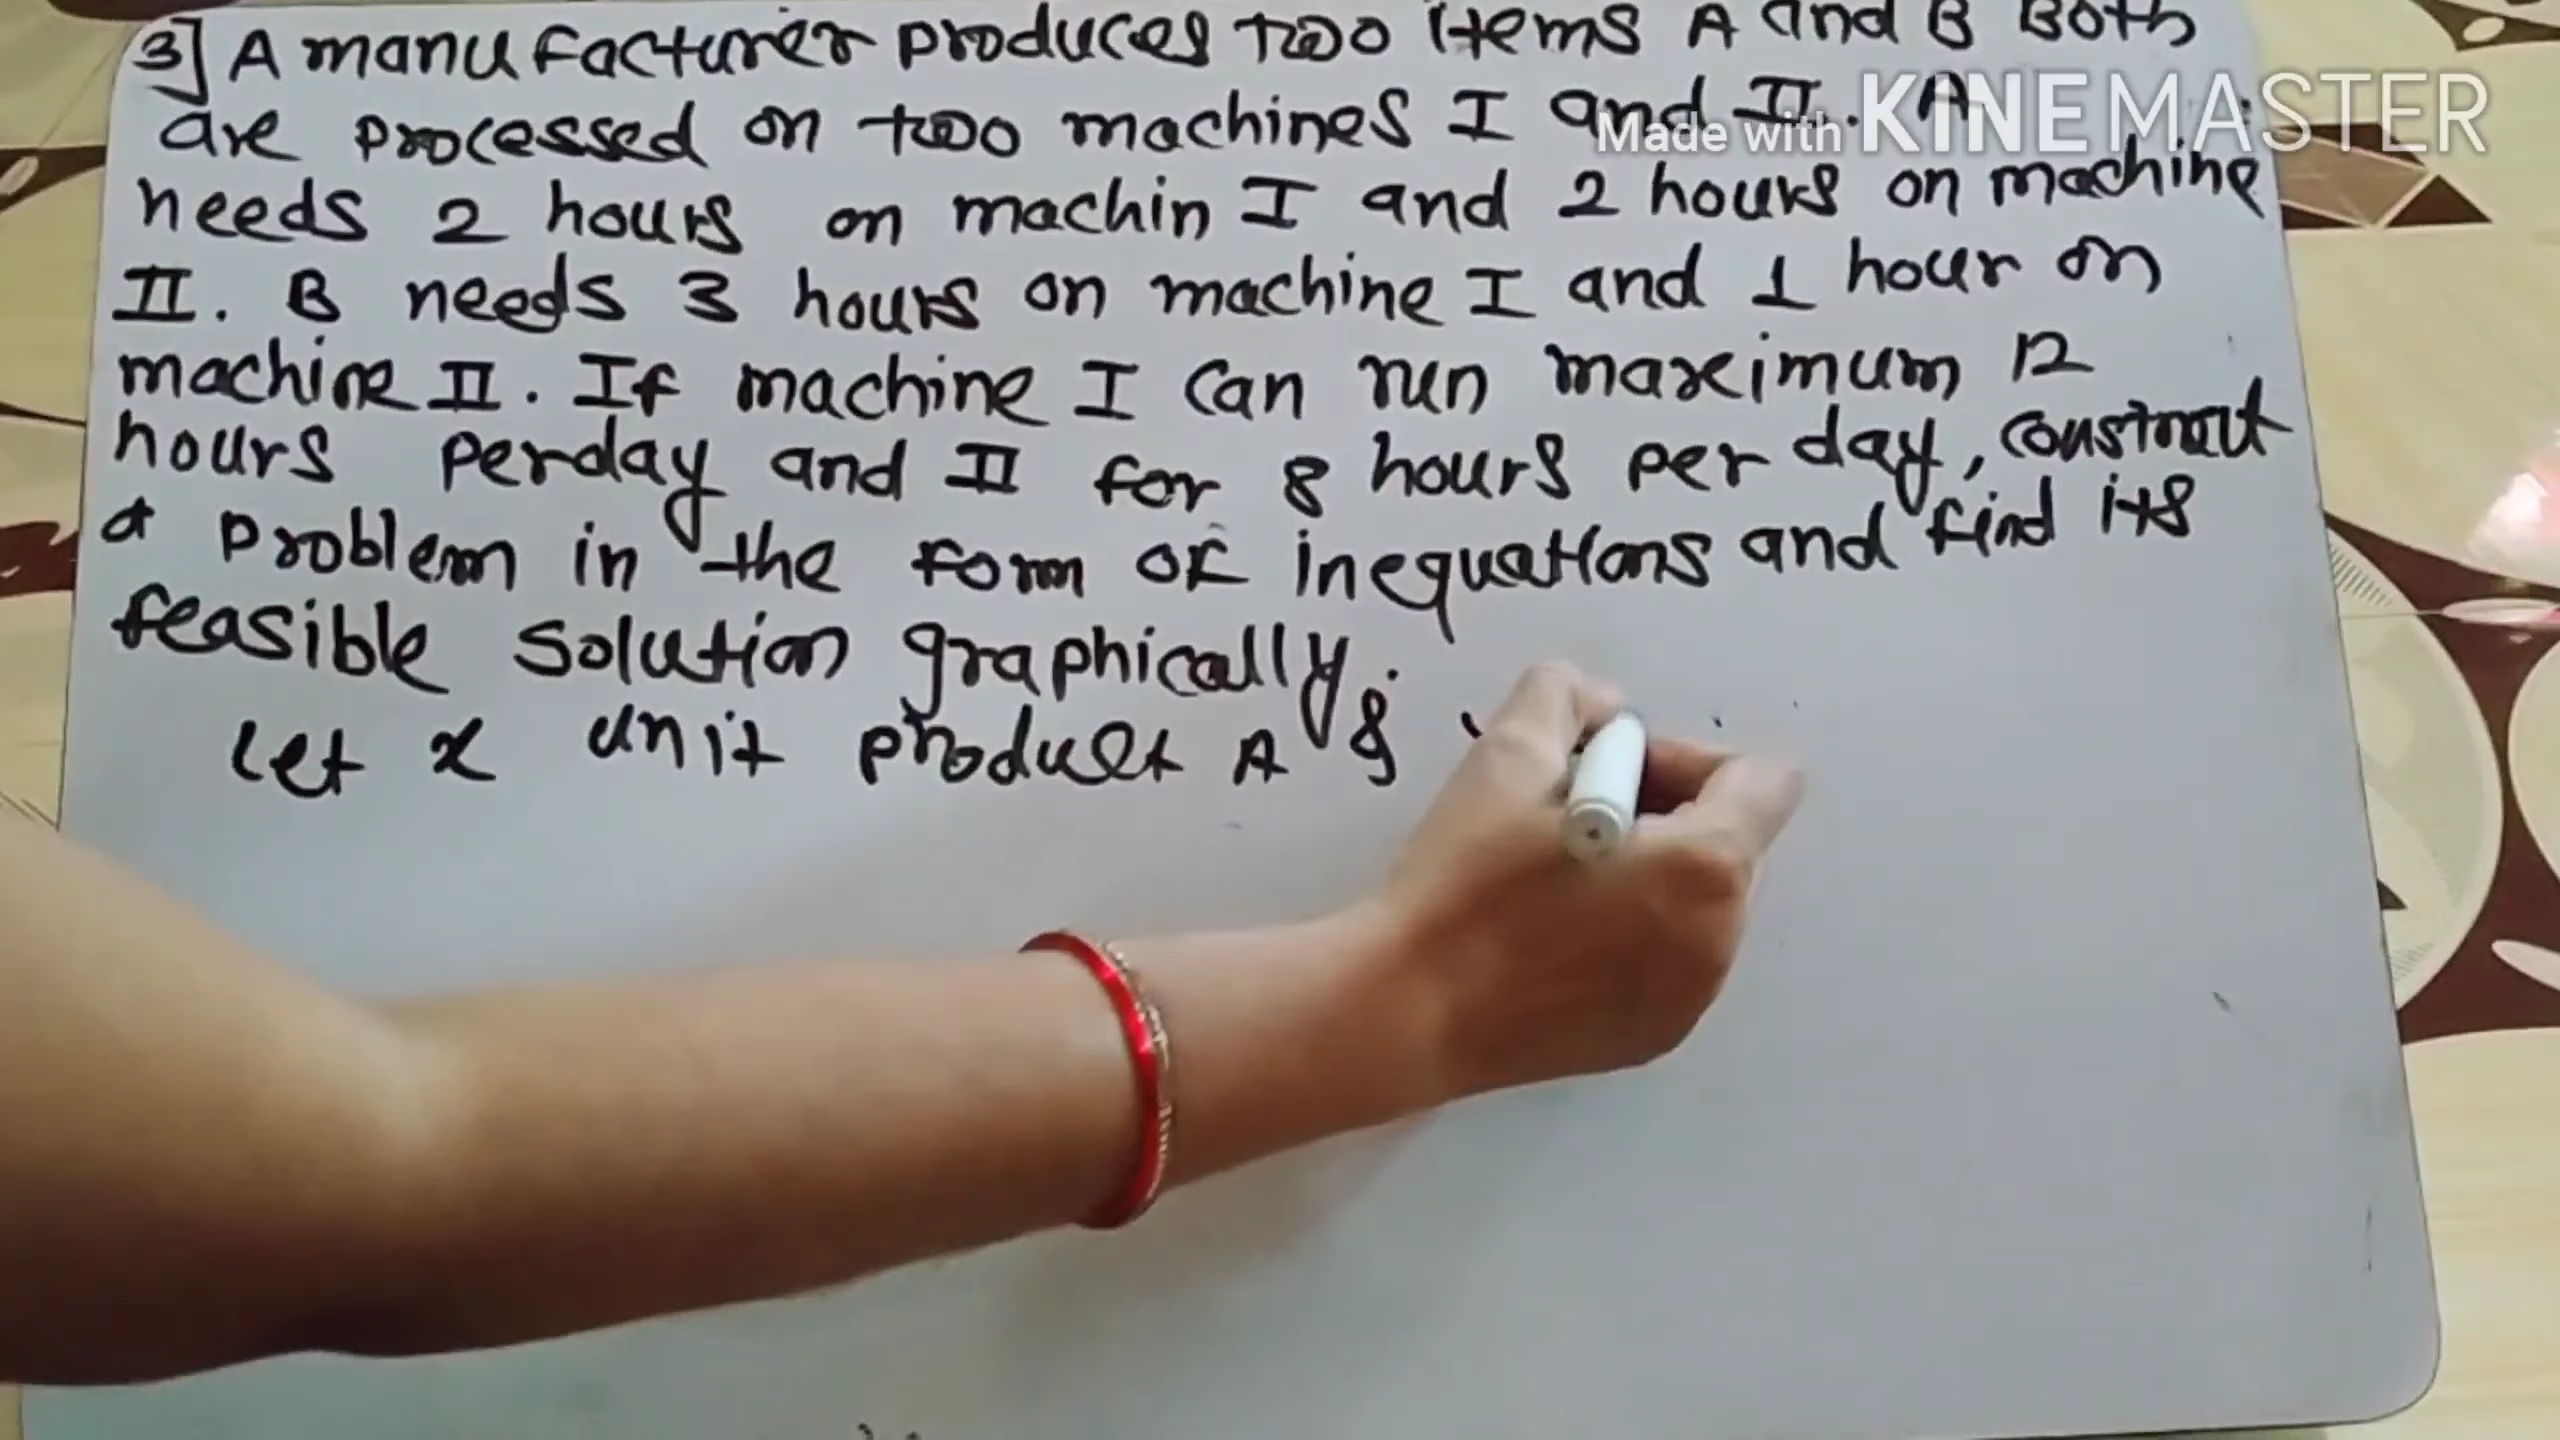 3] A manufacturer produces two items A and B Both
are processed on two machines I and II. A
Made with KINEMASTER
needs 2 hours on machin I and 2 hours on machine
II. B needs 3 hours on machine I and 1 hour on
machine II. If machine I can run maximum 12
hours perday and II for 8 hours per day, construct
a problem in the form of inequations and find its
feasible solution graphically.
Let x unit product A &